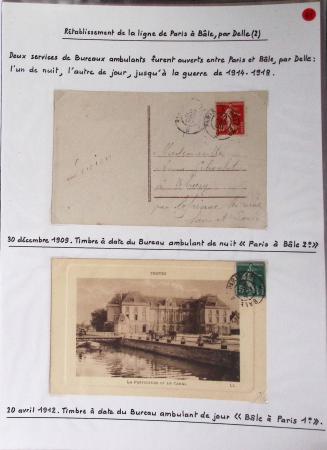 Rétablissement de la ligne de Paris à Bâle, par Delle (2)
Deux services de Bureaux ambulants furent ouverts entre Paris et Bâle, par Delle :
l'un de nuit, l'autre de jour, jusqu'à la guerre de 1914-1918.
Mademoiselle
30 décembre 1909. Timbre à date du Bureau ambulant de nuit « Paris à Bâle 2° »
TROYES
LA PRÉFECTURE ET LE CANAL
LL
20 avril 1912. Timbre à date du Bureau ambulant de jour « Bâle à Paris 1° ».